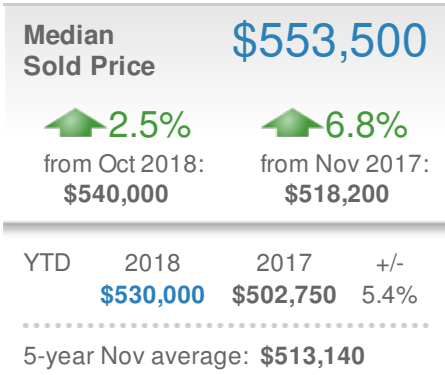 Median $553,500
Sold Price
2.5% 6.8%
from Oct 2018: from Nov 2017:
$540,000 $518,200
YTD 2018 2017 +/-
$530,000 $502,750 5.4%
5-year Nov average: $513,140